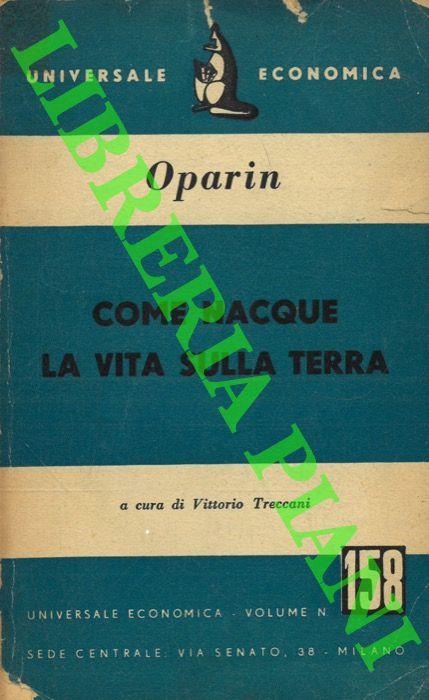 UNIVERSALE ECONOMICA
Oparin
COME NACQUE
LA VITA SULLA TERRA
a cura di Vittorio Treccani
158
UNIVERSALE ECONOMICA - VOLUME N
SEDE CENTRALE: VIA SENATO, 38 - MILANO
LIBRERIA PIANI